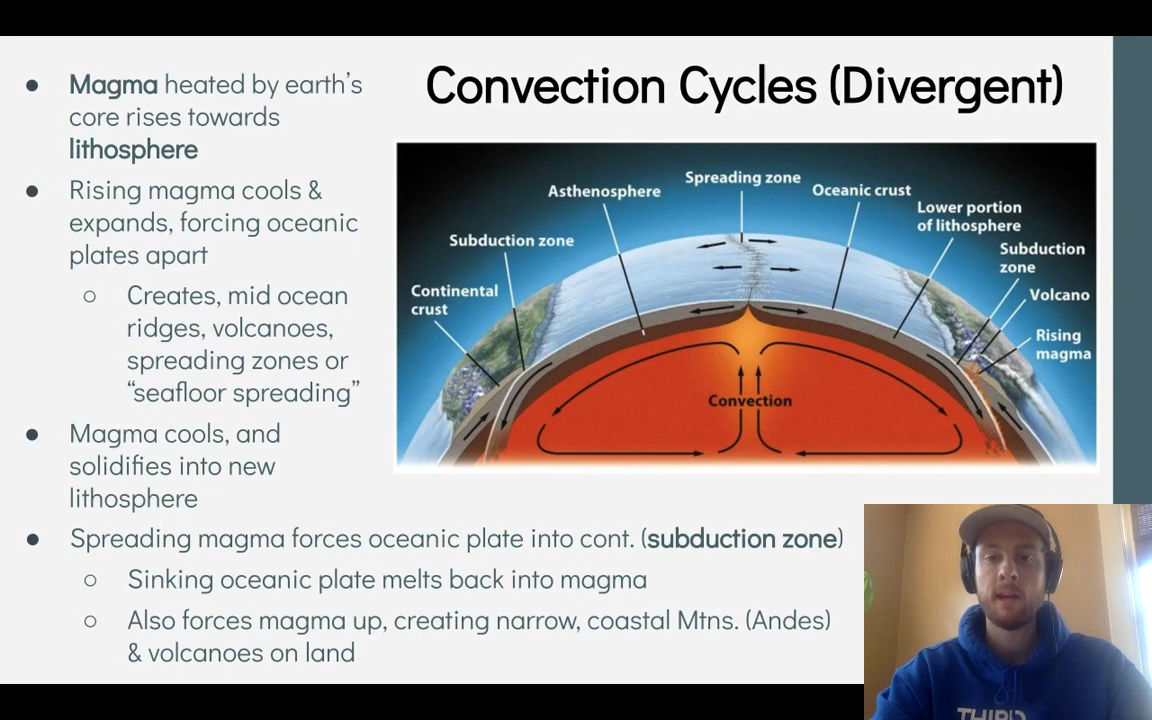 Convection Cycles (Divergent)
● Magma heated by earth's
core rises towards
lithosphere
● Rising magma cools &
expands, forcing oceanic
plates apart
○ Creates, mid ocean
ridges, volcanoes,
spreading zones or
“seafloor spreading”
● Magma cools, and
solidifies into new
lithosphere
● Spreading magma forces oceanic plate into cont. (subduction zone)
○ Sinking oceanic plate melts back into magma
○ Also forces magma up, creating narrow, coastal Mtns. (Andes)
& volcanoes on land
Spreading zone
Asthenosphere
Oceanic crust
Lower portion
of lithosphere
Subduction zone
Subduction
zone
Continental
crust
Volcano
Rising
magma
Convection
THIRD